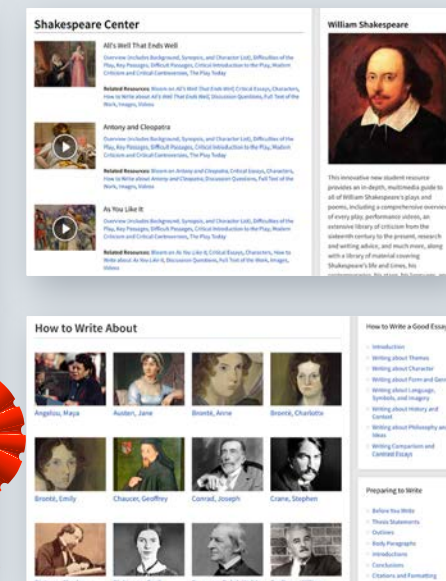 Shakespeare Center
All's Well That Ends Well
Overview (includes Background, Synopsis, and Character List), Difficulties of the
Play, Key Passages, Difficult Passages, Critical Introduction to the Play, Modern
Criticism and Critical Controversies, The Play Today
Related Resources: Bloom on All's Well That Ends Well, Critical Essays, Characters,
How to Write about All's Well That Ends Well, Discussion Questions, Full Text of the
Work, Images, Videos
Antony and Cleopatra
Overview (includes Background, Synopsis, and Character List), Difficulties of the
Play, Key Passages, Difficult Passages, Critical Introduction to the Play, Modern
Criticism and Critical Controversies, The Play Today
Related Resources: Bloom on Antony and Cleopatra, Critical Essays, Characters,
How to Write about Antony and Cleopatra, Discussion Questions, Full Text of the
Work, Images, Videos
As You Like It
Overview (includes Background, Synopsis, and Character List), Difficulties of the
Play, Key Passages, Difficult Passages, Critical Introduction to the Play, Modern
Criticism and Critical Controversies, The Play Today
Related Resources: Bloom on As You Like It, Critical Essays, Characters, How to
Write about As You Like It, Discussion Questions, Full Text of the Work, Images,
Videos
William Shakespeare
This innovative new student resource
provides an in-depth, multimedia guide to
all of William Shakespeare's plays and
poems, including a comprehensive overview
of every play, performance videos, an
extensive library of criticism from the
sixteenth century to the present, research
and writing advice, and much more, along
with a library of material covering
Shakespeare's life and times, his
How to Write About
Angelou, Maya
Austen, Jane
Brontë, Anne
Brontë, Charlotte
Brontë, Emily
Chaucer, Geoffrey
Conrad, Joseph
Crane, Stephen
How to Write a Good Essay
Introduction
Writing about Themes
Writing about Character
Writing about Form and Genre
Writing about Language,
Symbols, and Imagery
Writing about History and
Context
Writing about Philosophy and
Ideas
Writing Comparison and
Contrast Essays
Preparing to Write
Before You Write
Thesis Statements
Outlines
Body Paragraphs
Introductions
Conclusions
Citations and Formatting